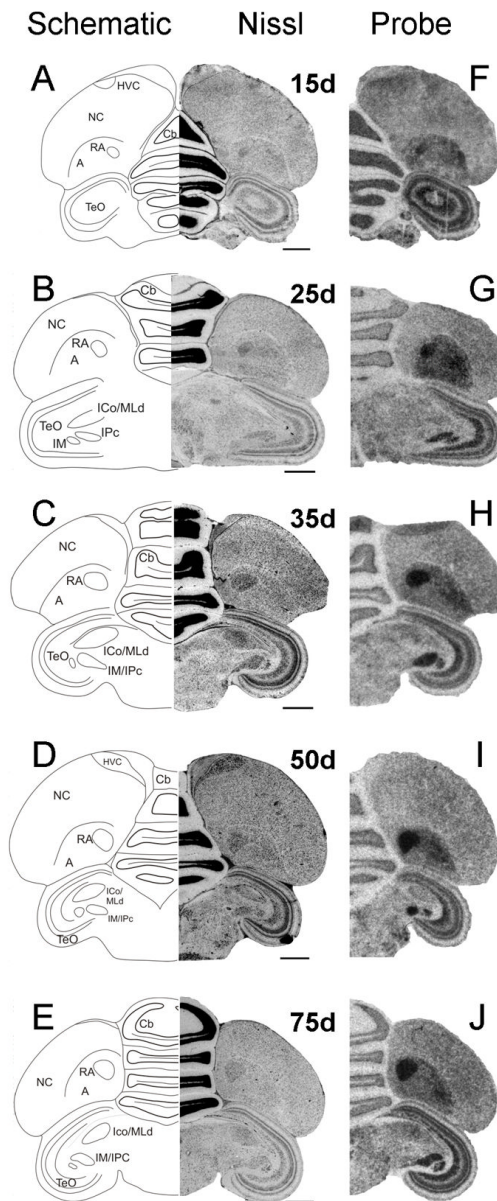 Schematic Nissl Probe
A 15d F
HVC
NC
Cb
RA
A
TeO
B 25d G
Cb
NC
RA
A
ICo/MLd
TeO
IPc
IM
C 35d H
NC
Cb
RA
A
ICo/MLd
TeO
IM/IPc
D 50d I
HVC
Cb
NC
RA
A
ICo/
MLd
IM/IPc
TeO
E 75d J
Cb
NC
RA
A
Ico/MLd
IM/IPC
TeO